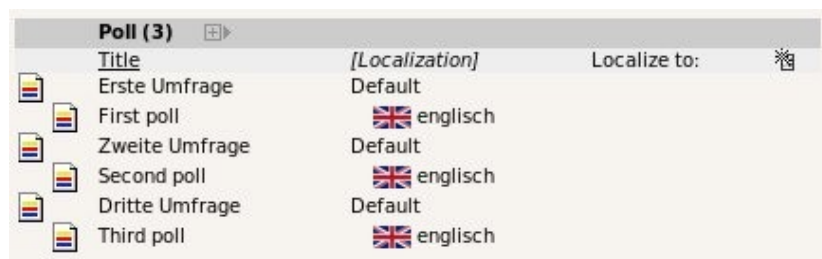 Poll (3)
Title [Localization] Localize to:
Erste Umfrage Default
First poll englisch
Zweite Umfrage Default
Second poll englisch
Dritte Umfrage Default
Third poll englisch